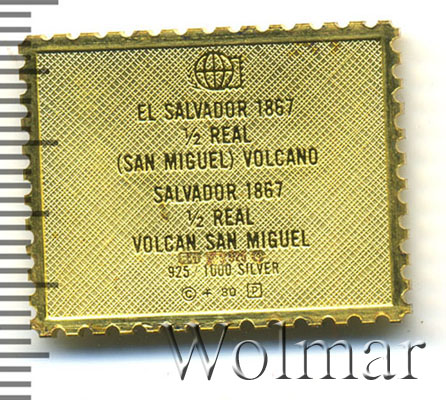 EL SALVADOR 1867
½ REAL
(SAN MIGUEL) VOLCANO
SALVADOR 1867
½ REAL
VOLCAN SAN MIGUEL
925 / 1000 SILVER
© + 80 P
Wolmar